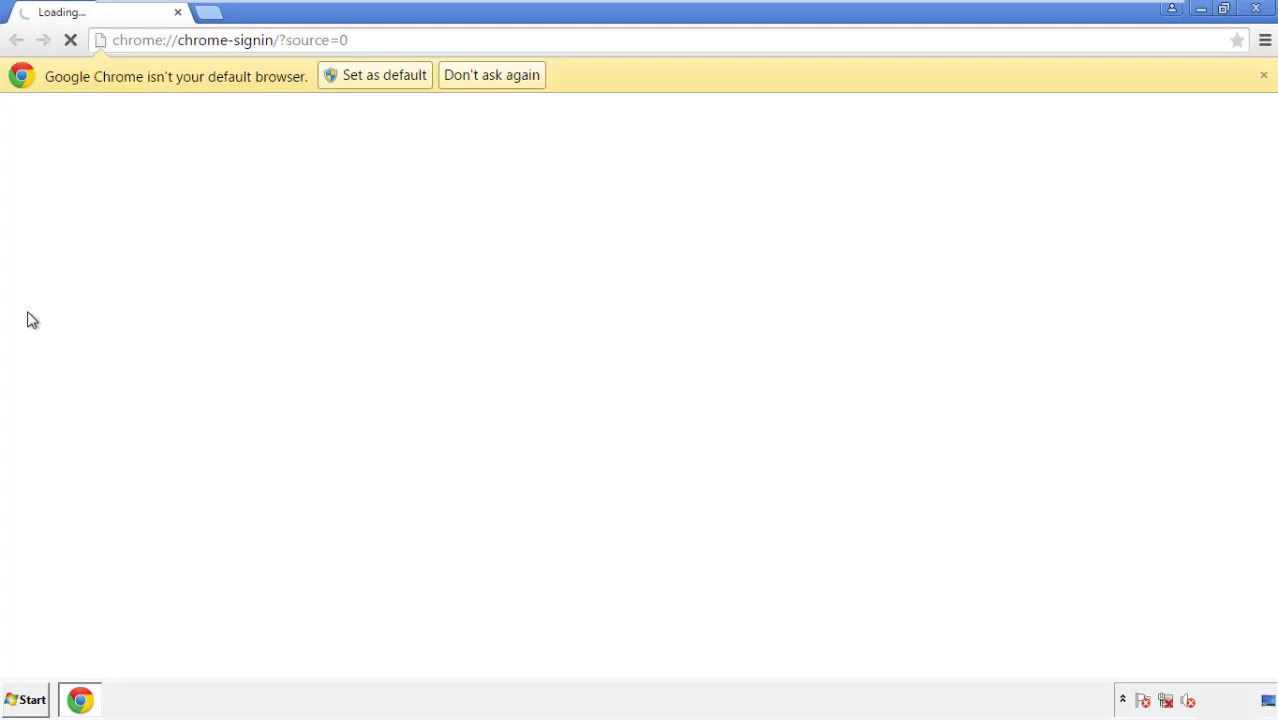 Loading...
chrome://chrome-signin/?source=0
Google Chrome isn't your default browser. Set as default Don't ask again
Start